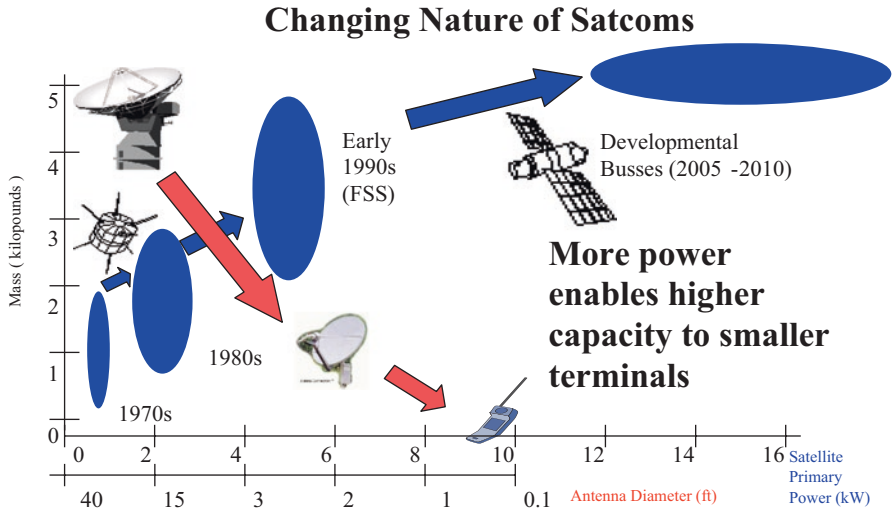 Changing Nature of Satcoms
5
4
3
2
1
0
Mass ( kilopounds )
Early
1990s
(FSS)
Developmental
Busses (2005 -2010)
More power
enables higher
capacity to smaller
terminals
1980s
1970s
0 2 4 6 8 10 12 14 16
Satellite
Primary
Power (kW)
40 15 3 2 1 0.1
Antenna Diameter (ft)